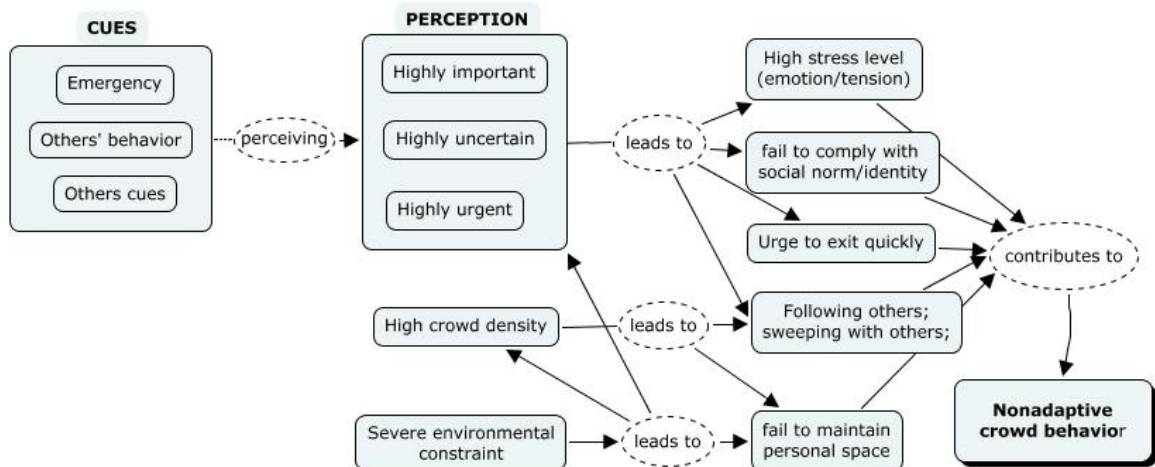 CUES
Emergency
Others' behavior
Others cues
perceiving
PERCEPTION
Highly important
Highly uncertain
Highly urgent
leads to
High stress level
(emotion/tension)
fail to comply with
social norm/identity
Urge to exit quickly
contributes to
High crowd density
leads to
Following others;
sweeping with others;
Severe environmental
constraint
leads to
fail to maintain
personal space
Nonadaptive
crowd behavior